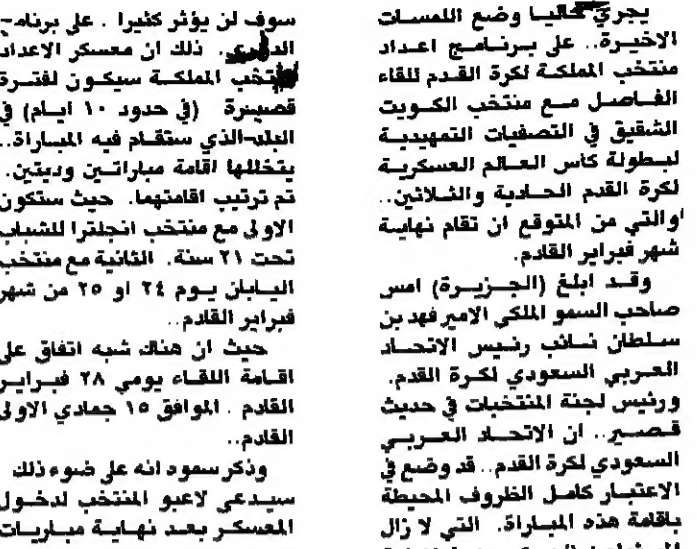 يجري حاليا وضع اللمسات
الاخيرة.. على برنامج اعداد
منتخب المملكة لكرة القدم للقاء
الفاصل مع منتخب الكويت
الشقيق في التصفيات التمهيدية
لبطولة كأس العالم العسكرية
لكرة القدم الحادية والثلاثين..
والتي من المتوقع ان تقام نهاية
شهر فبراير القادم.
وقد ابلغ (الجزيرة) امس
صاحب السمو الملكي الامير فهد بن
سلطان نائب رئيس الاتحاد
العربي السعودي لكرة القدم.
ورئيس لجنة المنتخبات في حديث
قصير.. ان الاتحاد العربي
السعودي لكرة القدم.. قد وضع في
الاعتبار كامل الظروف المحيطة
باقامة هذه المباراة. التي لا زال
سوف لن يؤثر كثيرا . على برنامج
الدوري. ذلك ان معسكر الاعداد
لمنتخب المملكة سيكون لفترة
قصيرة (في حدود ١٠ ايام) في
البلد الذي ستقام فيه المباراة..
يتخللها اقامة مباراتين وديتين.
تم ترتيب اقامتهما. حيث ستكون
الاولى مع منتخب انجلترا للشباب
تحت ٢١ سنة. الثانية مع منتخب
اليابان يوم ٢٤ او ٢٥ من شهر
فبراير القادم..
حيث ان هناك شبه اتفاق على
اقامة اللقاء يومي ٢٨ فبراير
القادم . الموافق ١٥ جمادي الاولى
القادم..
وذكر سموه انه على ضوء ذلك
سيدعى لاعبو المنتخب لدخول
المعسكر بعد نهاية مباريات